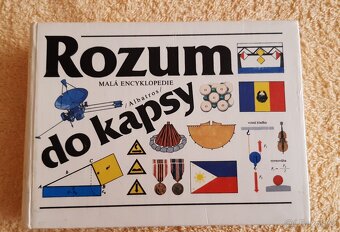 Rozum
MALÁ ENCYKLOPEDIE
/Albatros/
do kapsy